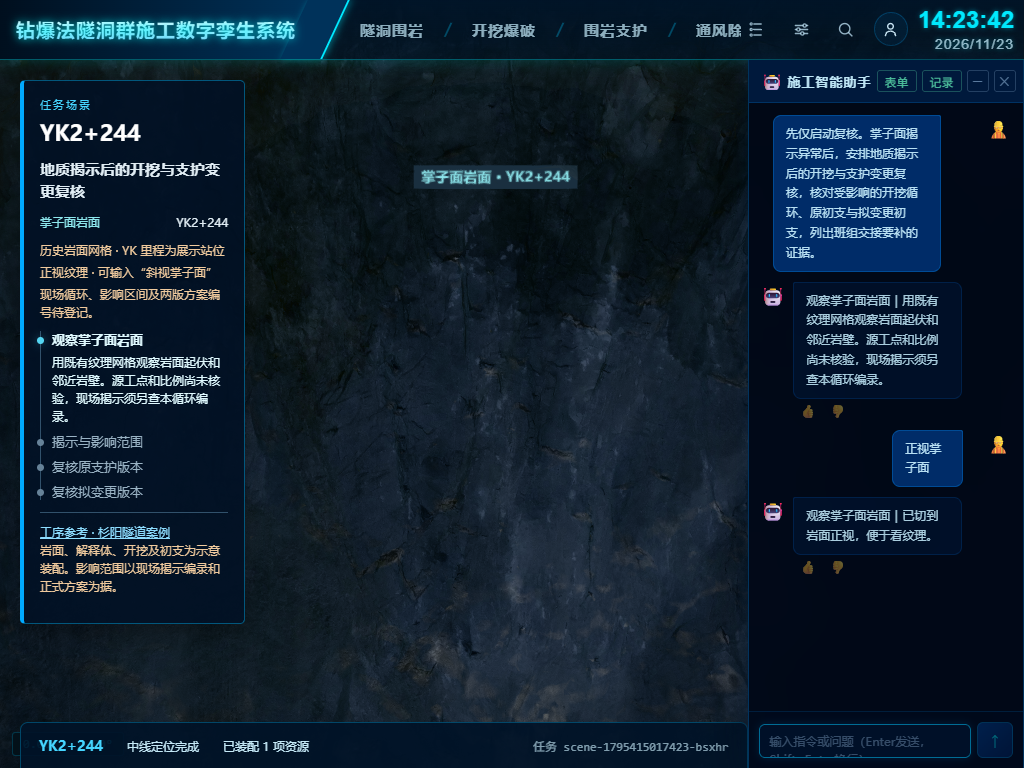 钻爆法隧洞群施工数字孪生系统
隧洞围岩 / 开挖爆破 / 围岩支护 / 通风除
14:23:42
2026/11/23
任务场景
YK2+244
地质揭示后的开挖与支护变
更复核
掌子面岩面 YK2+244
历史岩面网格 · YK 里程为展示站位
正视纹理 · 可输入“斜视掌子面”
现场循环、影响区间及两版方案编
号待登记。
观察掌子面岩面
用既有纹理网格观察岩面起伏和
邻近岩壁。源工点和比例尚未核
验，现场揭示须另查本循环编
录。
揭示与影响范围
复核原支护版本
复核拟变更版本
工序参考 · 杉阳隧道案例
岩面、解释体、开挖及初支为示意
装配。影响范围以现场揭示编录和
正式方案为据。
掌子面岩面 · YK2+244
施工智能助手 表单 记录
先仅启动复核。掌子面揭
示异常后，安排地质揭示
后的开挖与支护变更复
核，核对受影响的开挖循
环、原初支与拟变更初
支，列出班组交接要补的
证据。
观察掌子面岩面 | 用既有
纹理网格观察岩面起伏和
邻近岩壁。源工点和比例
尚未核验，现场揭示须另
查本循环编录。
正视掌
子面
观察掌子面岩面 | 已切到
岩面正视，便于看纹理。
输入指令或问题（Enter发送，
YK2+244 中线定位完成 已装配 1 项资源 任务 scene-1795415017423-bsxhr